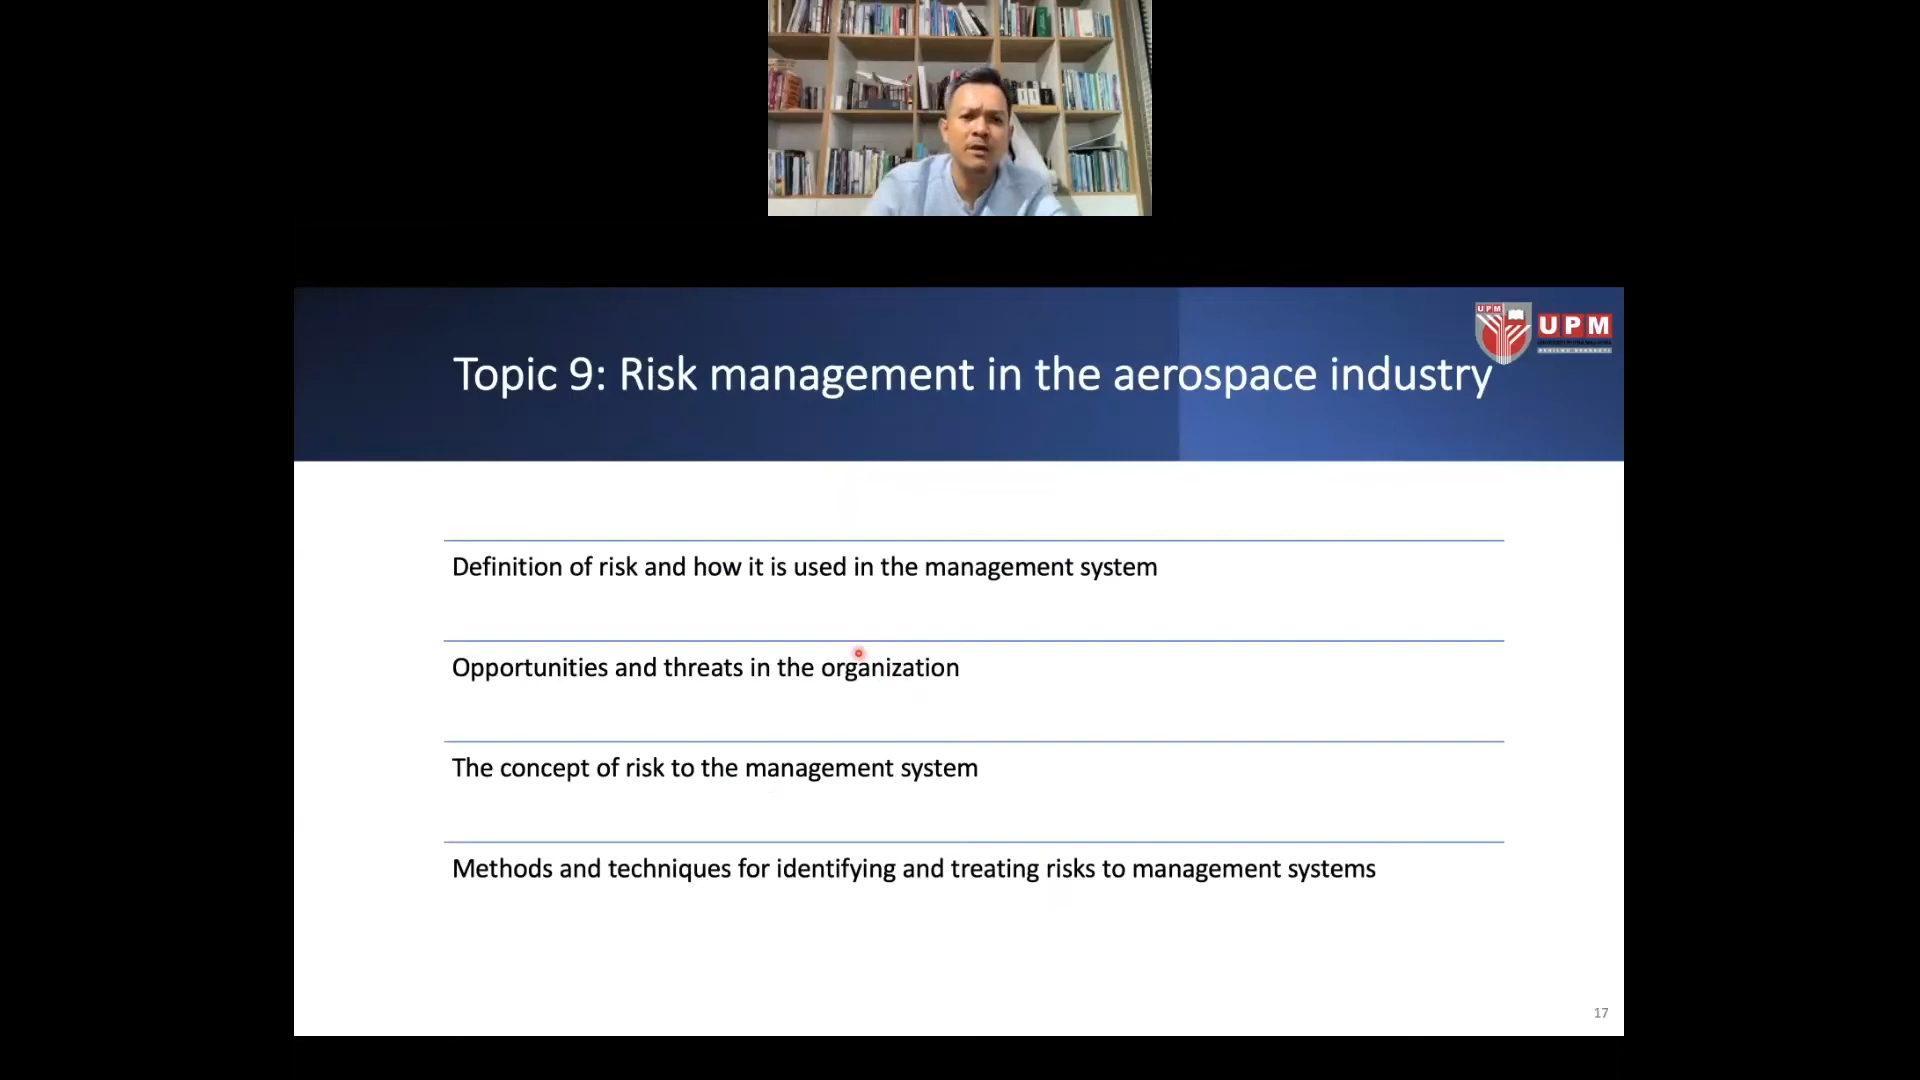 UPM
UPM
Topic 9: Risk management in the aerospace industry
Definition of risk and how it is used in the management system
Opportunities and threats in the organization
The concept of risk to the management system
Methods and techniques for identifying and treating risks to management systems
17